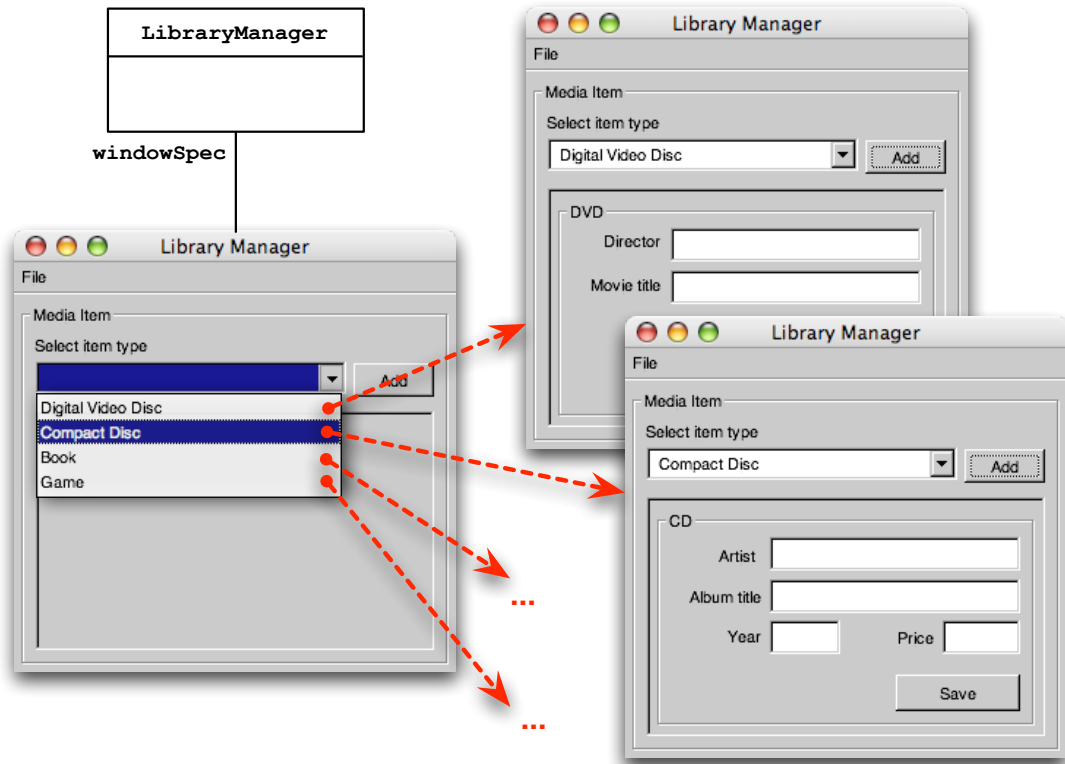 LibraryManager
windowSpec
Library Manager
File
Media Item
Select item type
Add
Digital Video Disc
Compact Disc
Book
Game
...
...
Library Manager
File
Media Item
Select item type
Digital Video Disc
Add
DVD
Director
Movie title
Library Manager
File
Media Item
Select item type
Compact Disc
Add
CD
Artist
Album title
Year
Price
Save